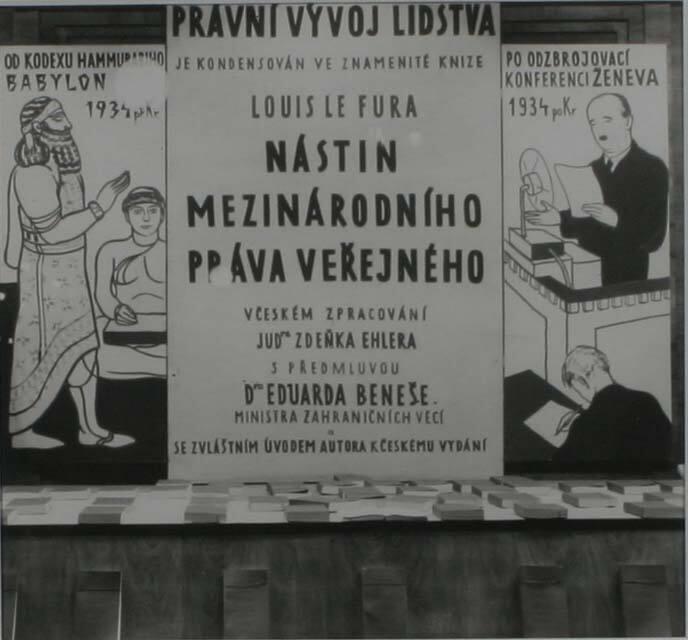 PRÁVNÍ VÝVOJ LIDSTVA
OD KODEXU HAMMURABIHO
BABYLON
1934 př Kr
JE KONDENSOVÁN VE ZNAMENITÉ KNIZE
LOUIS LE FURA
NÁSTIN
MEZINÁRODNÍHO
PRÁVA VEŘEJNÉHO
V ČESKÉM ZPRACOVÁNÍ
JUDra ZDEŇKA EHLERA
S PŘEDMLUVOU
Dra EDUARDA BENEŠE.
MINISTRA ZAHRANIČNÍCH VĚCÍ
a
SE ZVLÁŠTNÍM ÚVODEM AUTORA K ČESKÉMU VYDÁNÍ
PO ODZBROJOVACÍ
KONFERENCI ŽENEVA
1934 po Kr